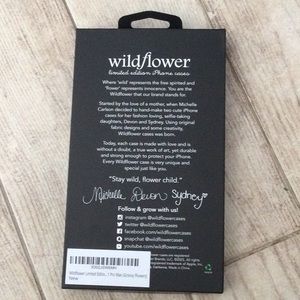 wildflower
limited edition iPhone cases
Where 'wild' represents the free spirited and
'flower' represents innocence. You are the
Wildflower that our brand stands for.
Started by the love of a mother, when Michelle
Carlson decided to hand-make two cute iPhone
cases for her fashion loving, selfie-taking
daughters, Devon and Sydney. Using original
fabric designs and some creativity,
Wildflower cases was born.
Today, each case is made with love and is
without a doubt, a true work of art, yet durable
and strong enough to protect your iPhone.
Every Wildflower case is very unique and
special just like you.
"Stay wild, flower child."
Michelle Devon Sydney
Follow & grow with us!
instagram @wildflowercases
twitter @wildflowercases
facebook.com/wildflowercases
snapchat @wildflowercases
youtube.com/wildflowercases
Wildflower Limited Edition
New